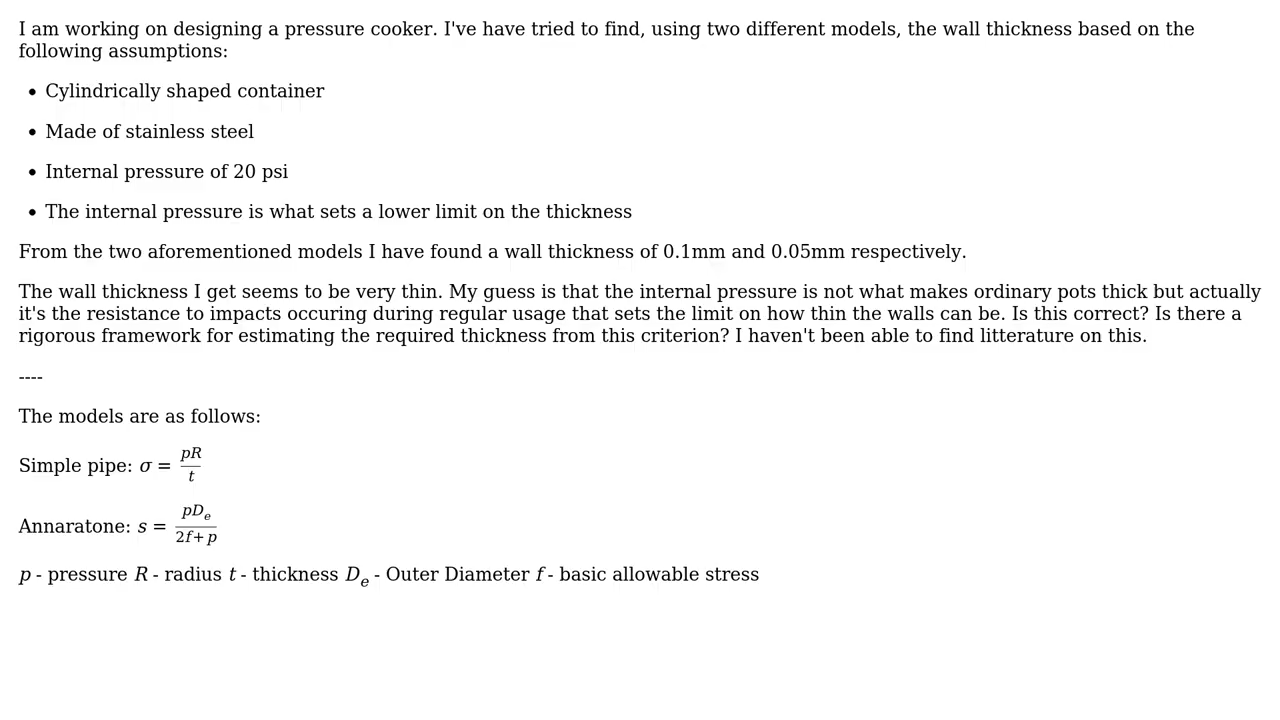 I am working on designing a pressure cooker. I've have tried to find, using two different models, the wall thickness based on the
following assumptions:
• Cylindrically shaped container
• Made of stainless steel
• Internal pressure of 20 psi
• The internal pressure is what sets a lower limit on the thickness
From the two aforementioned models I have found a wall thickness of 0.1mm and 0.05mm respectively.
The wall thickness I get seems to be very thin. My guess is that the internal pressure is not what makes ordinary pots thick but actually
it's the resistance to impacts occuring during regular usage that sets the limit on how thin the walls can be. Is this correct? Is there a
rigorous framework for estimating the required thickness from this criterion? I haven't been able to find litterature on this.
----
The models are as follows:
Simple pipe: σ = pR/t
Annaratone: s = pD_e/(2f+p)
p - pressure R - radius t - thickness D_e - Outer Diameter f - basic allowable stress